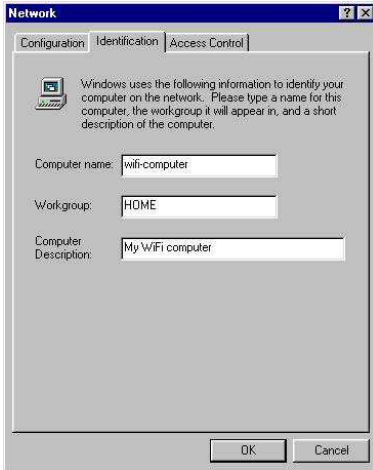 Network
Configuration Identification Access Control
Windows uses the following information to identify your
computer on the network. Please type a name for this
computer, the workgroup it will appear in, and a short
description of the computer.
Computer name: wifi-computer
Workgroup: HOME
Computer
Description: My WiFi computer
OK Cancel